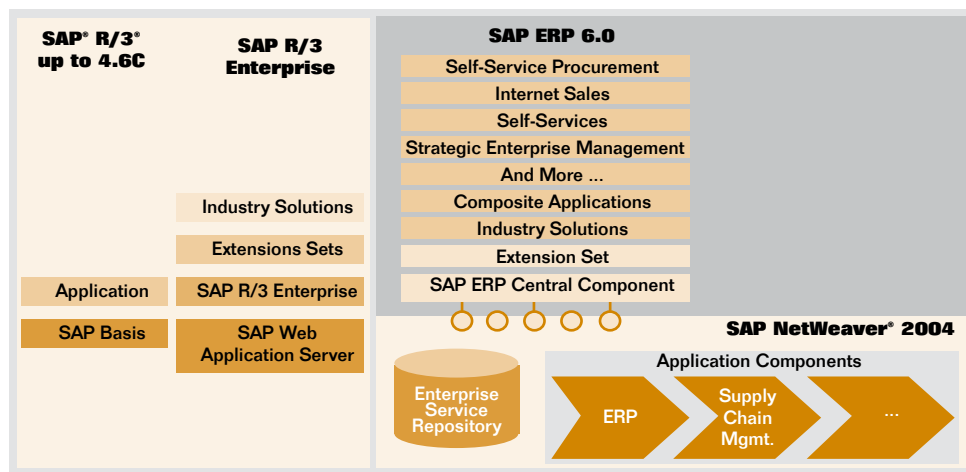 SAP® R/3®
up to 4.6C
Application
SAP Basis
SAP R/3
Enterprise
Industry Solutions
Extensions Sets
SAP R/3 Enterprise
SAP Web
Application Server
SAP ERP 6.0
Self-Service Procurement
Internet Sales
Self-Services
Strategic Enterprise Management
And More ...
Composite Applications
Industry Solutions
Extension Set
SAP ERP Central Component
SAP NetWeaver® 2004
Enterprise
Service
Repository
Application Components
ERP
Supply
Chain
Mgmt.
...